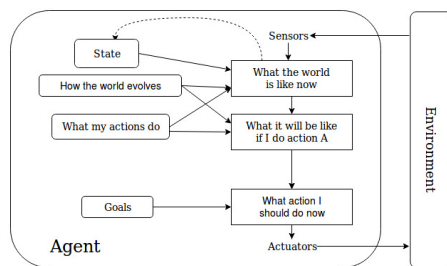 Sensors
State
What the world
is like now
How the world evolves
What my actions do
What it will be like
if I do action A
Goals
What action I
should do now
Agent
Actuators
Environment